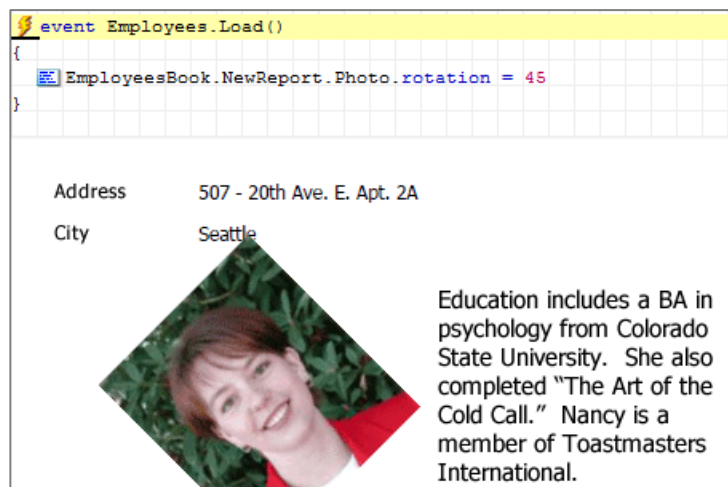 event Employees.Load()
{
EmployeesBook.NewReport.Photo.rotation = 45
}
Address 507 - 20th Ave. E. Apt. 2A
City Seattle
Education includes a BA in
psychology from Colorado
State University.  She also
completed “The Art of the
Cold Call.”  Nancy is a
member of Toastmasters
International.